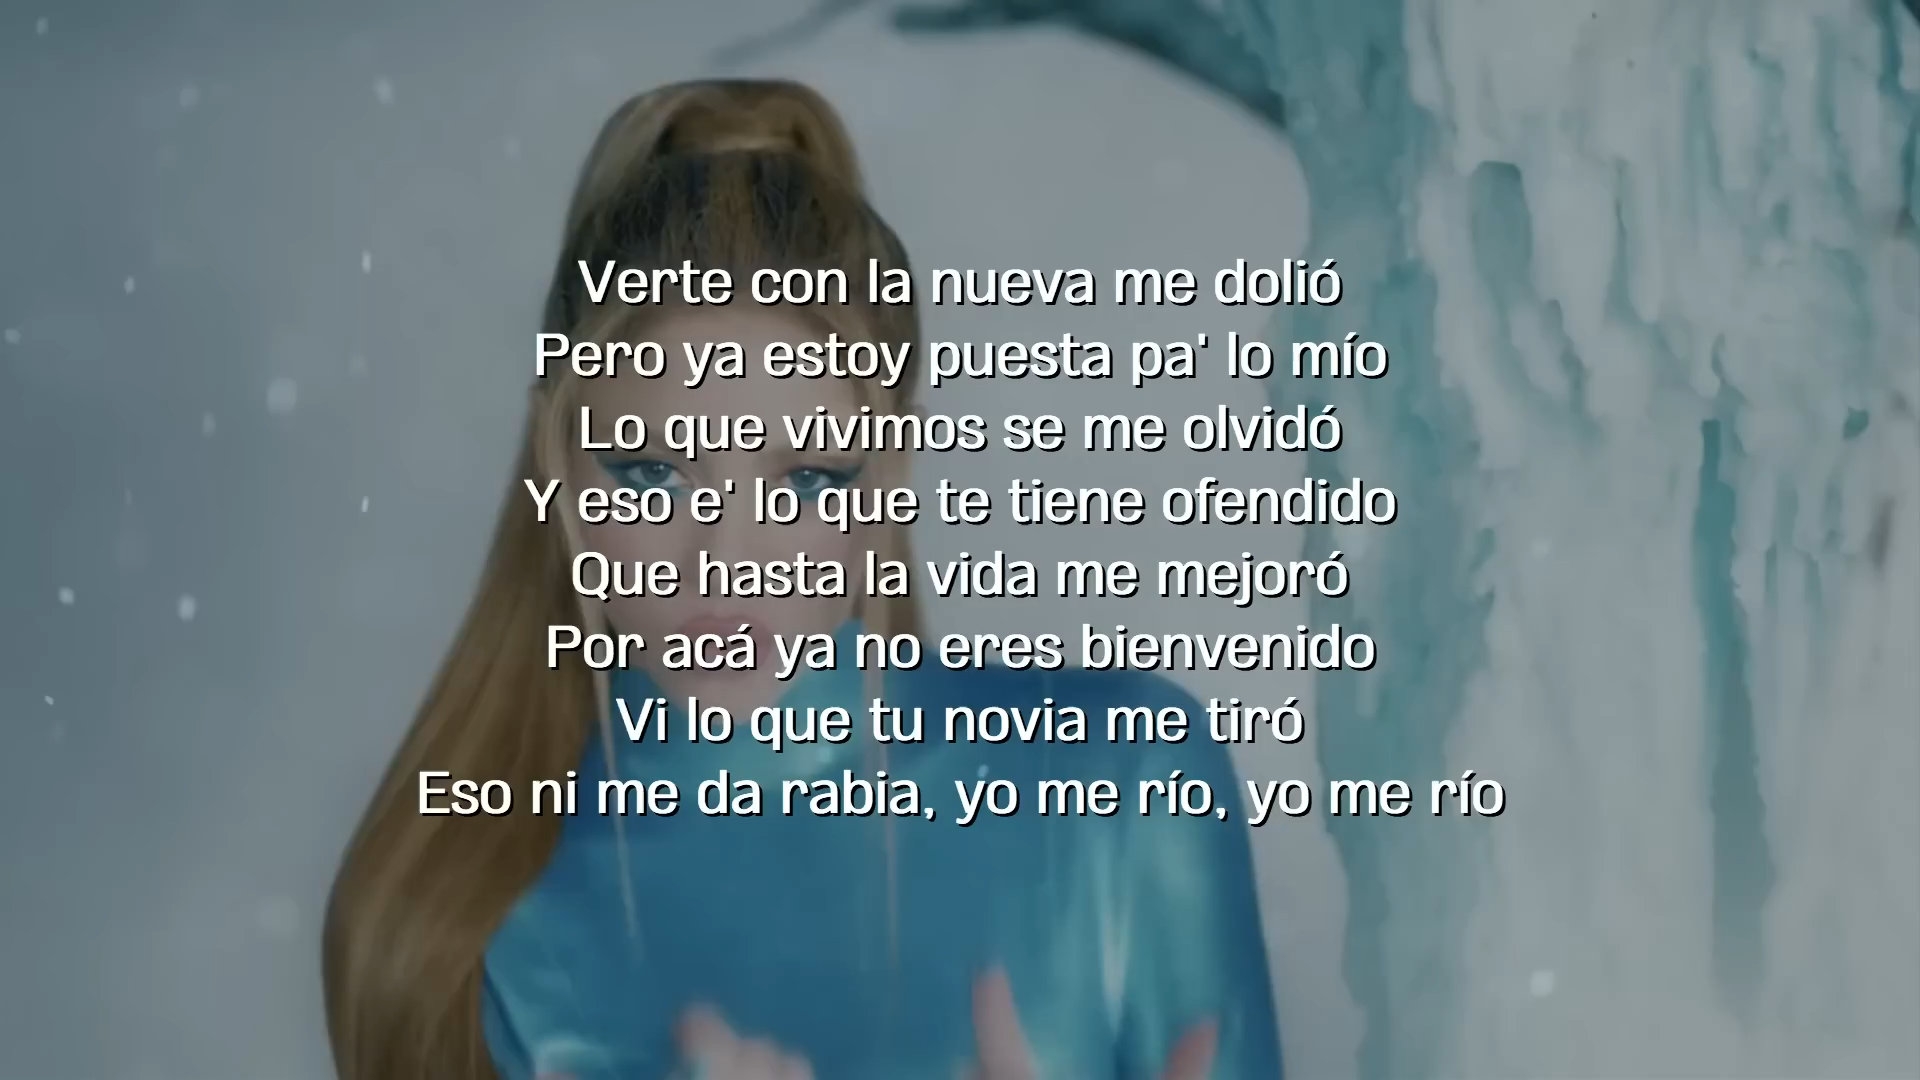 Verte con la nueva me dolió
Pero ya estoy puesta pa' lo mío
Lo que vivimos se me olvidó
Y eso e' lo que te tiene ofendido
Que hasta la vida me mejoró
Por acá ya no eres bienvenido
Vi lo que tu novia me tiró
Eso ni me da rabia, yo me río, yo me río